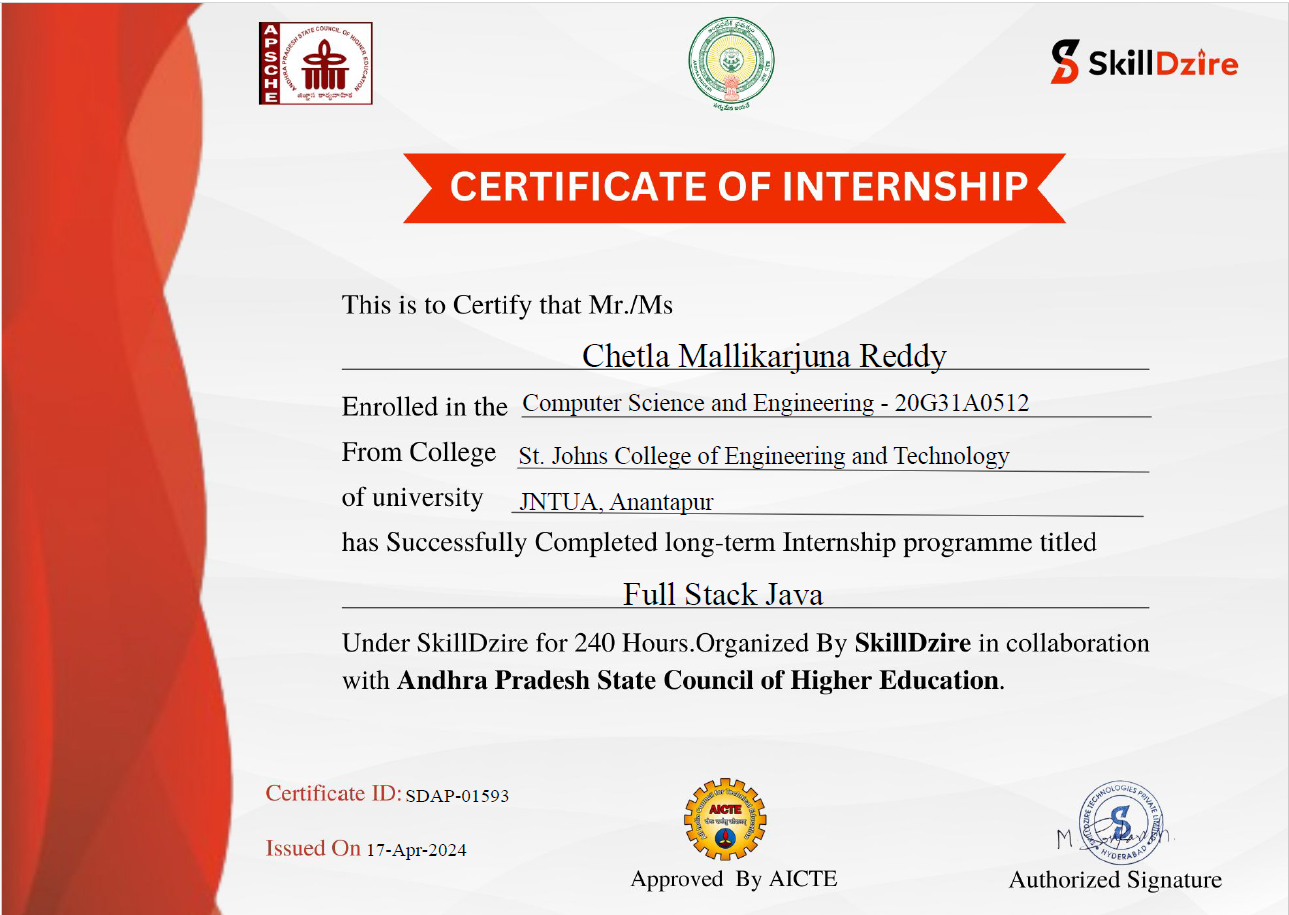 APSCHE
ANDHRA PRADESH STATE COUNCIL OF HIGHER EDUCATION
SkillDzire
CERTIFICATE OF INTERNSHIP
This is to Certify that Mr./Ms
Chetla Mallikarjuna Reddy
Enrolled in the Computer Science and Engineering - 20G31A0512
From College St. Johns College of Engineering and Technology
of university JNTUA, Anantapur
has Successfully Completed long-term Internship programme titled
Full Stack Java
Under SkillDzire for 240 Hours.Organized By SkillDzire in collaboration
with Andhra Pradesh State Council of Higher Education.
Certificate ID: SDAP-01593
Issued On 17-Apr-2024
AICTE
Approved By AICTE
SKILLDZIRE TECHNOLOGIES PRIVATE LIMITED
HYDERABAD
Authorized Signature